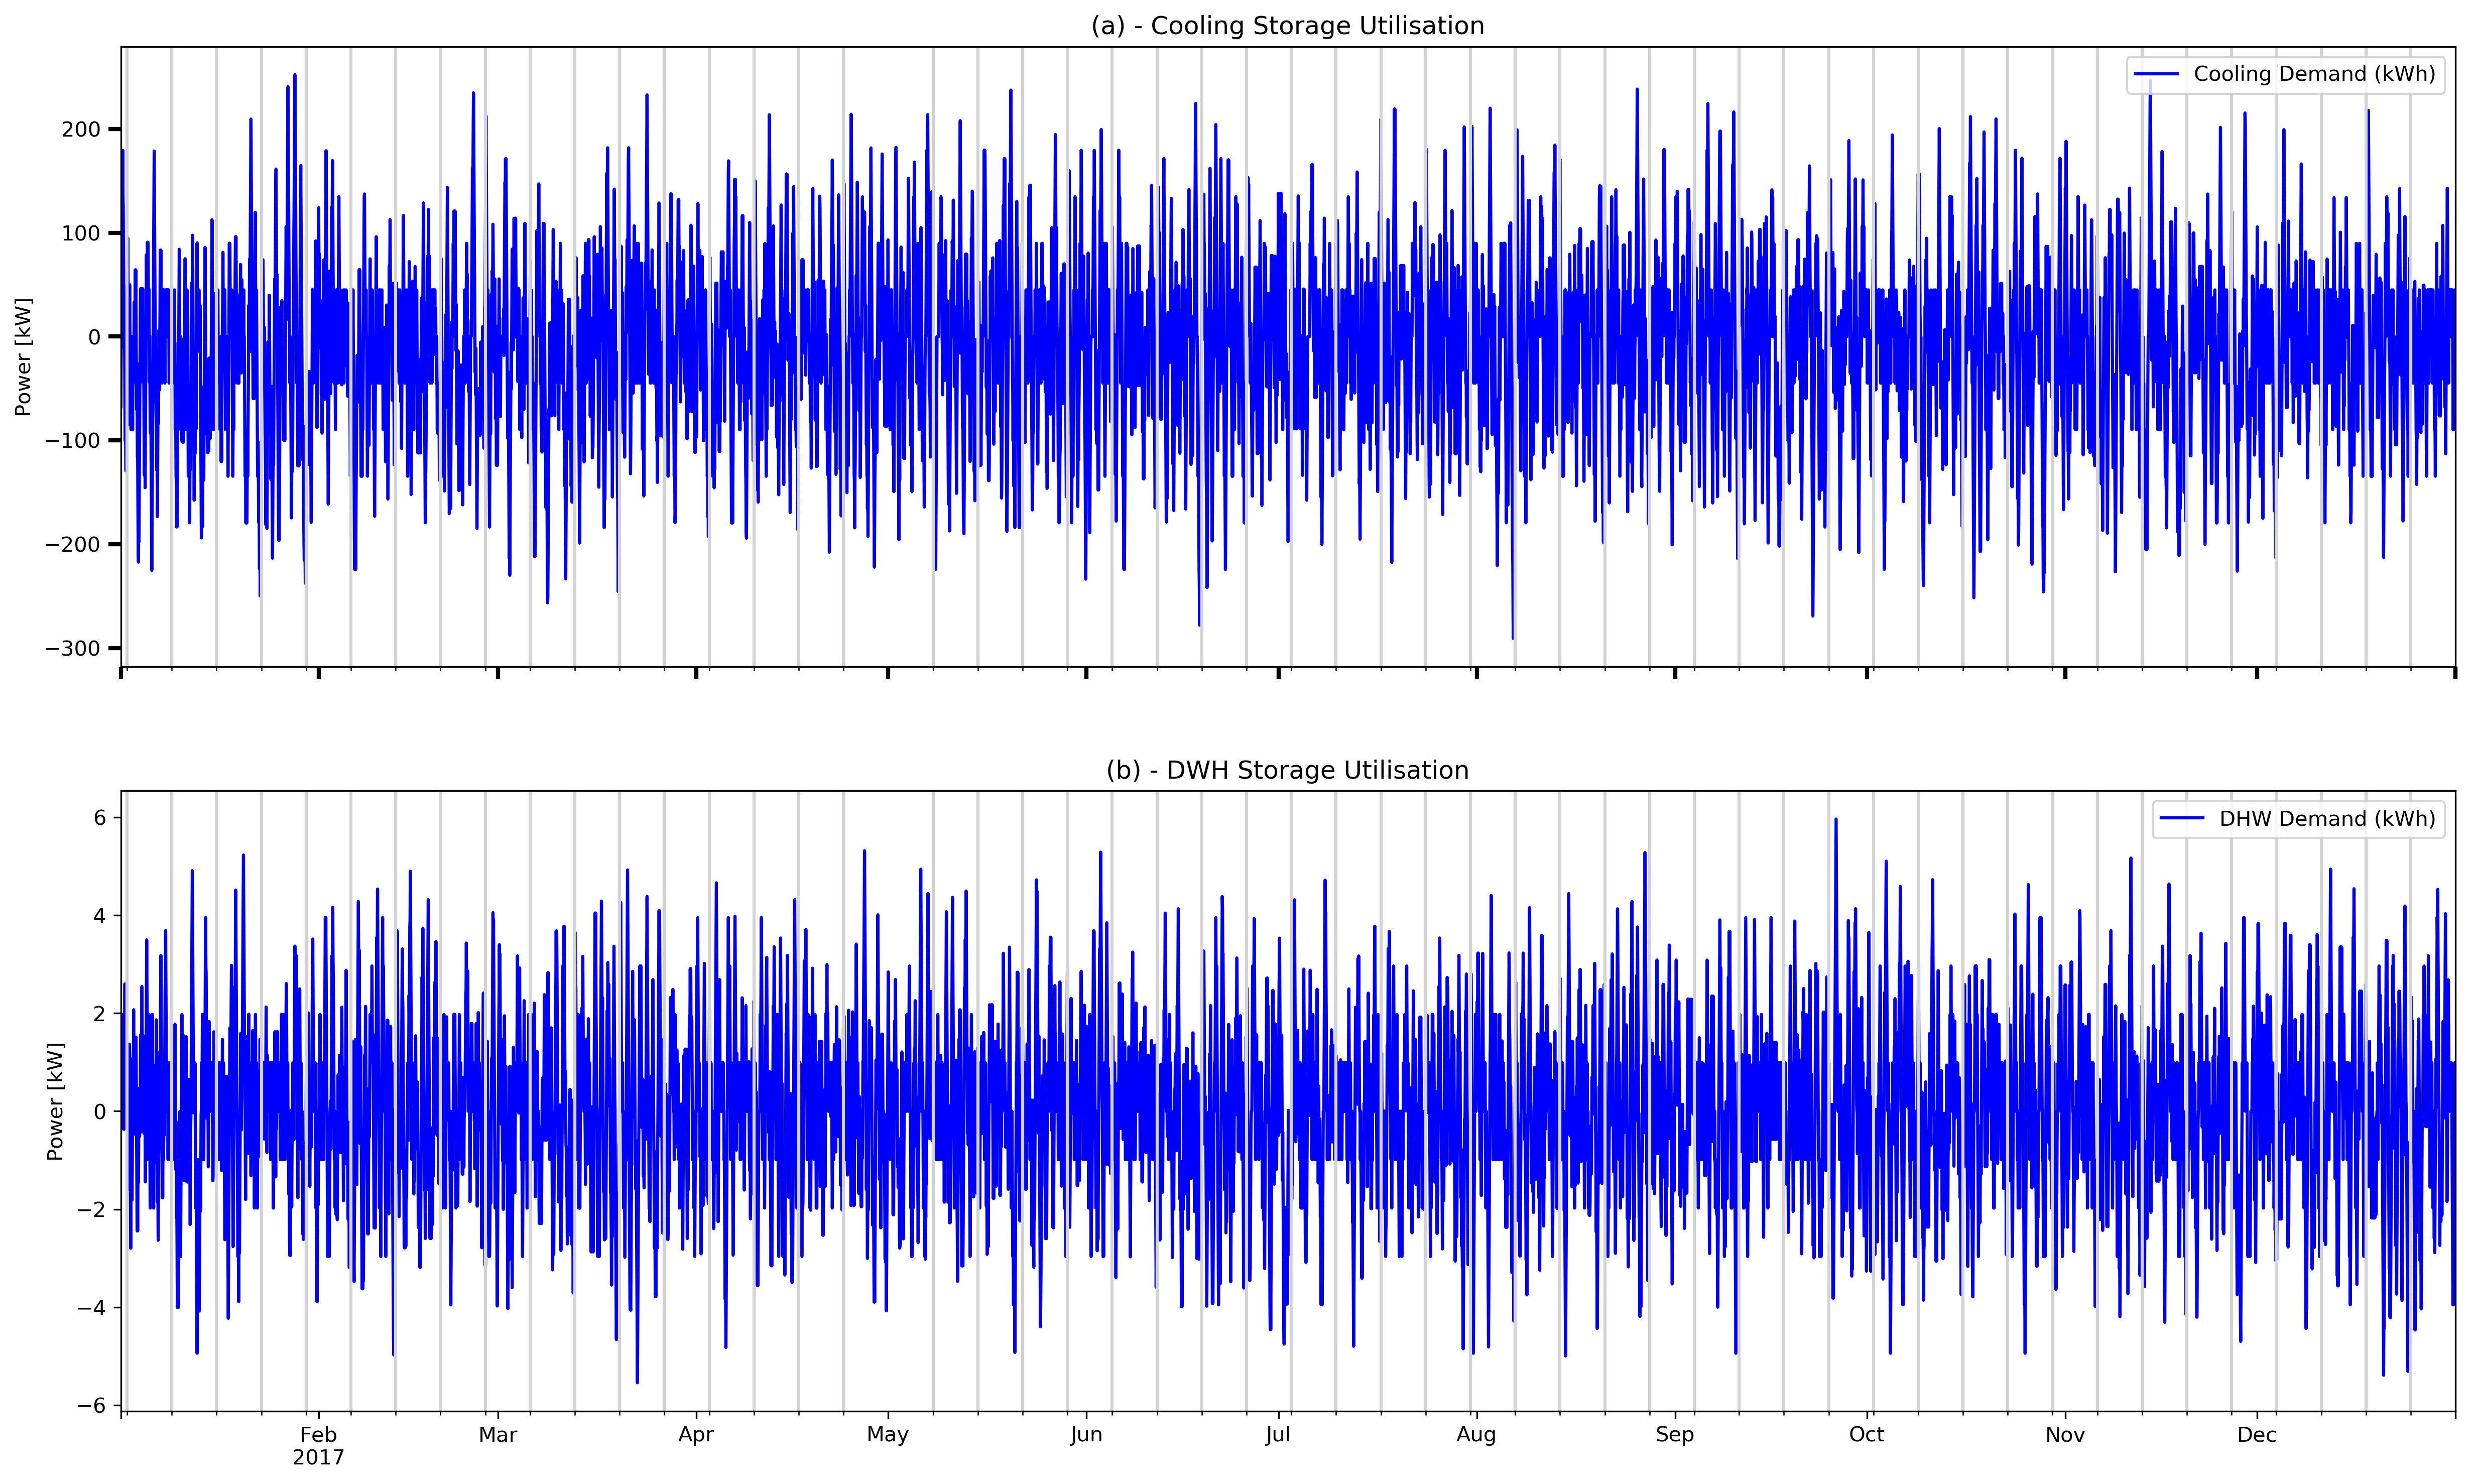 (a) - Cooling Storage Utilisation
Cooling Demand (kWh)
200
100
0
−100
−200
−300
Power [kW]
(b) - DWH Storage Utilisation
DHW Demand (kWh)
6
4
2
0
−2
−4
−6
Power [kW]
Feb Mar Apr May Jun Jul Aug Sep Oct Nov Dec
2017